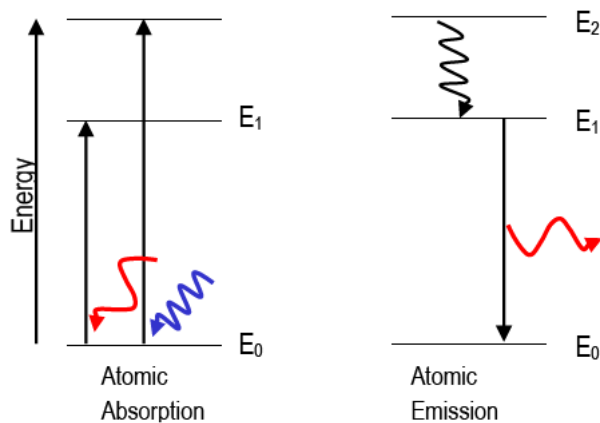 Energy
E₁
E₀
Atomic
Absorption
E₂
E₁
E₀
Atomic
Emission